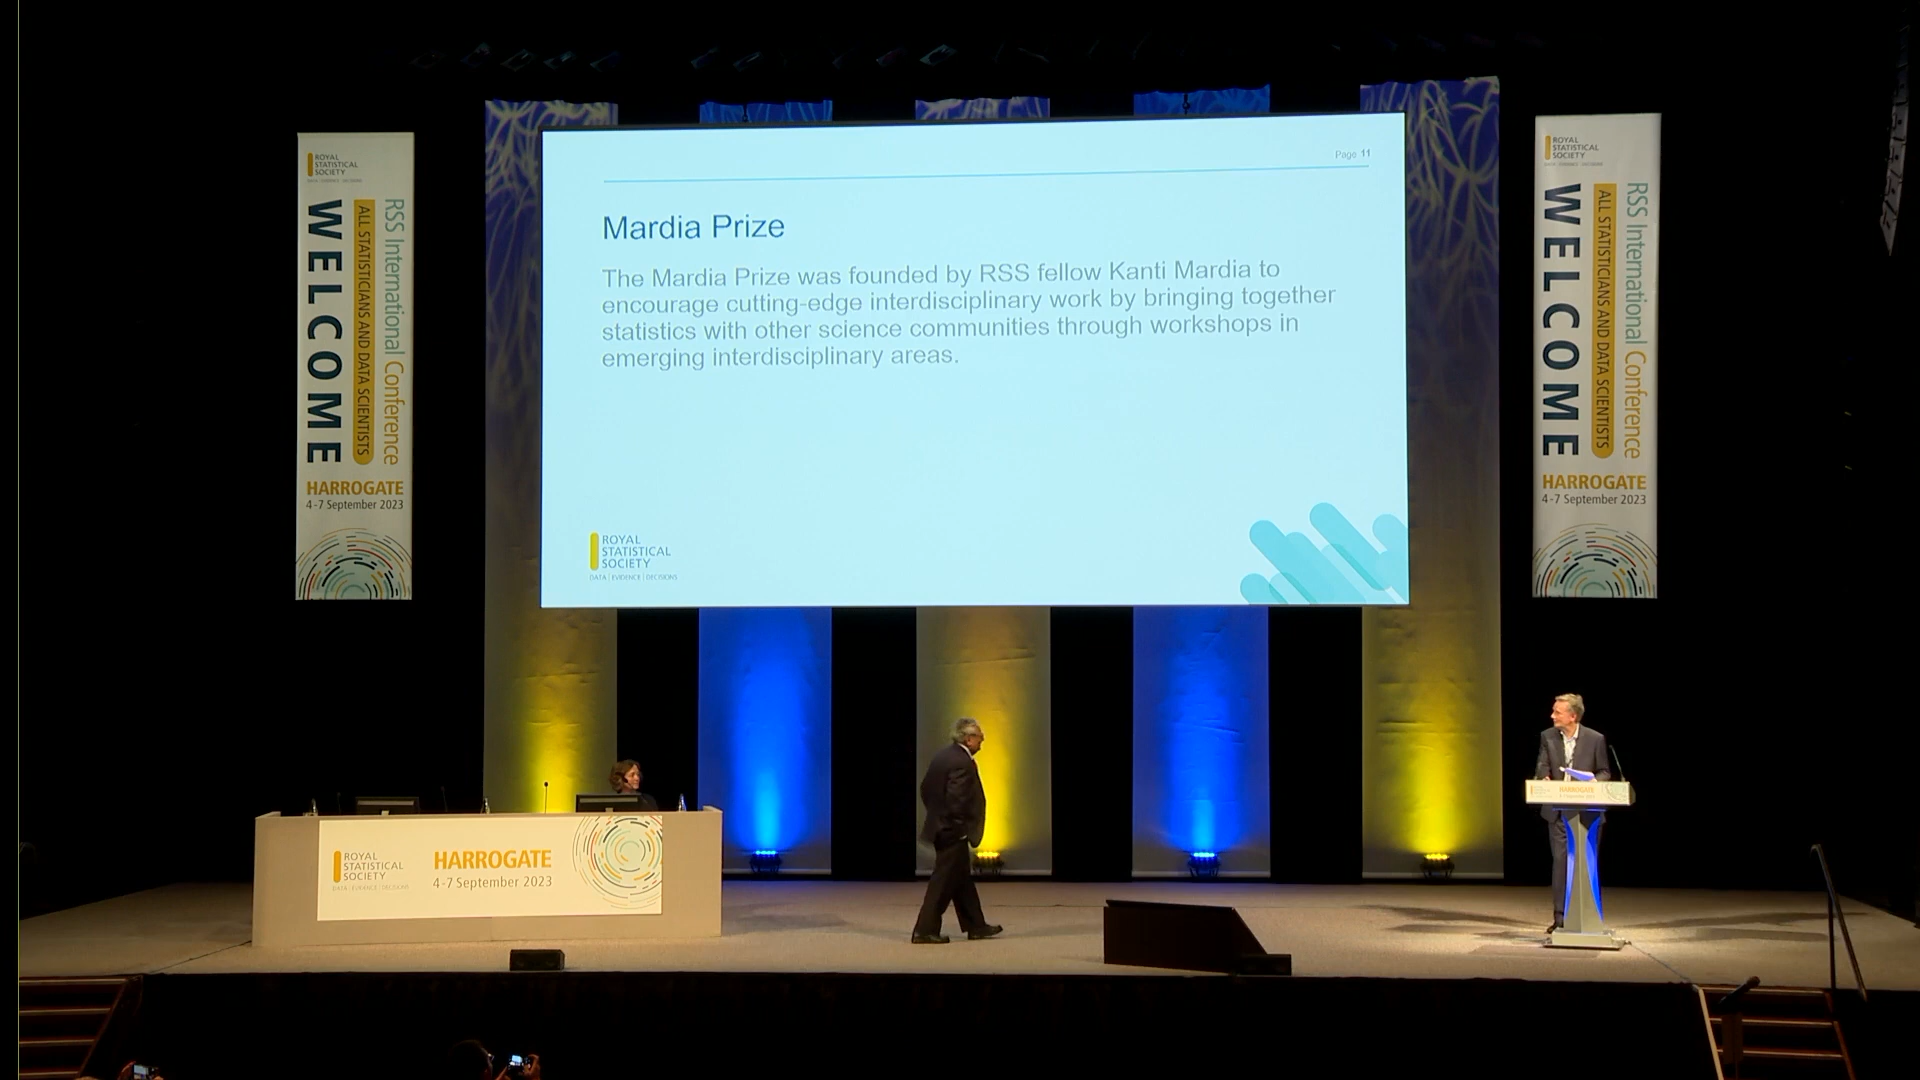 Page 11
Mardia Prize
The Mardia Prize was founded by RSS fellow Kanti Mardia to
encourage cutting-edge interdisciplinary work by bringing together
statistics with other science communities through workshops in
emerging interdisciplinary areas.
ROYAL
STATISTICAL
SOCIETY
DATA | EVIDENCE | DECISIONS
ROYAL
STATISTICAL
SOCIETY
WELCOME
ALL STATISTICIANS AND DATA SCIENTISTS
RSS International Conference
HARROGATE
4-7 September 2023
ROYAL
STATISTICAL
SOCIETY
WELCOME
ALL STATISTICIANS AND DATA SCIENTISTS
RSS International Conference
HARROGATE
4-7 September 2023
ROYAL
STATISTICAL
SOCIETY
DATA | EVIDENCE | DECISIONS
HARROGATE
4-7 September 2023
HARROGATE